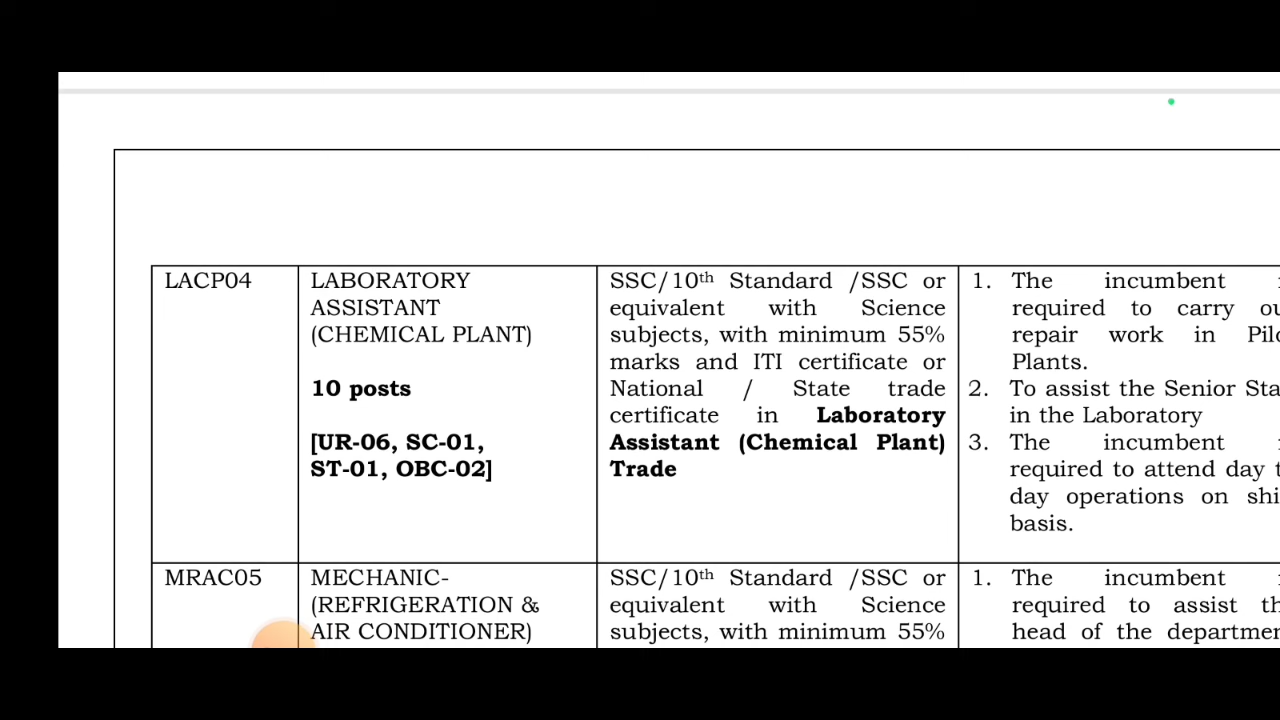 LACP04
LABORATORY
ASSISTANT
(CHEMICAL PLANT)
10 posts
[UR-06, SC-01,
ST-01, OBC-02]
SSC/10th Standard /SSC or
equivalent with Science
subjects, with minimum 55%
marks and ITI certificate or
National / State trade
certificate in Laboratory
Assistant (Chemical Plant)
Trade
1. The incumbent
required to carry
repair work in
Plants.
2. To assist the Senior
in the Laboratory
3. The incumbent
required to attend day
day operations on
basis.
MRAC05
MECHANIC-
(REFRIGERATION &
AIR CONDITIONER)
SSC/10th Standard /SSC or
equivalent with Science
subjects, with minimum 55%
1. The incumbent
required to assist
head of the